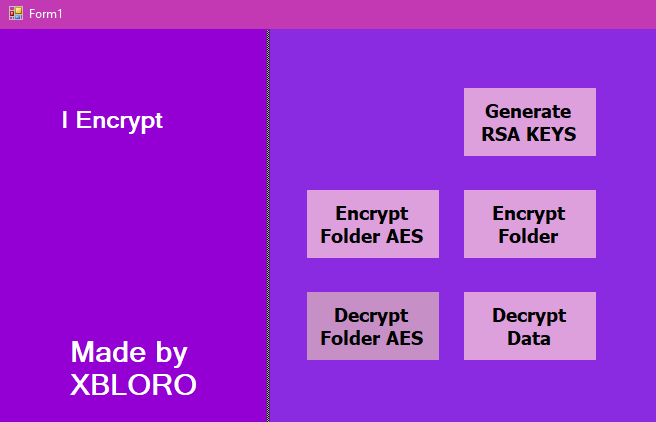 Form1
I Encrypt
Made by
XBLORO
Generate
RSA KEYS
Encrypt
Folder AES
Encrypt
Folder
Decrypt
Folder AES
Decrypt
Data